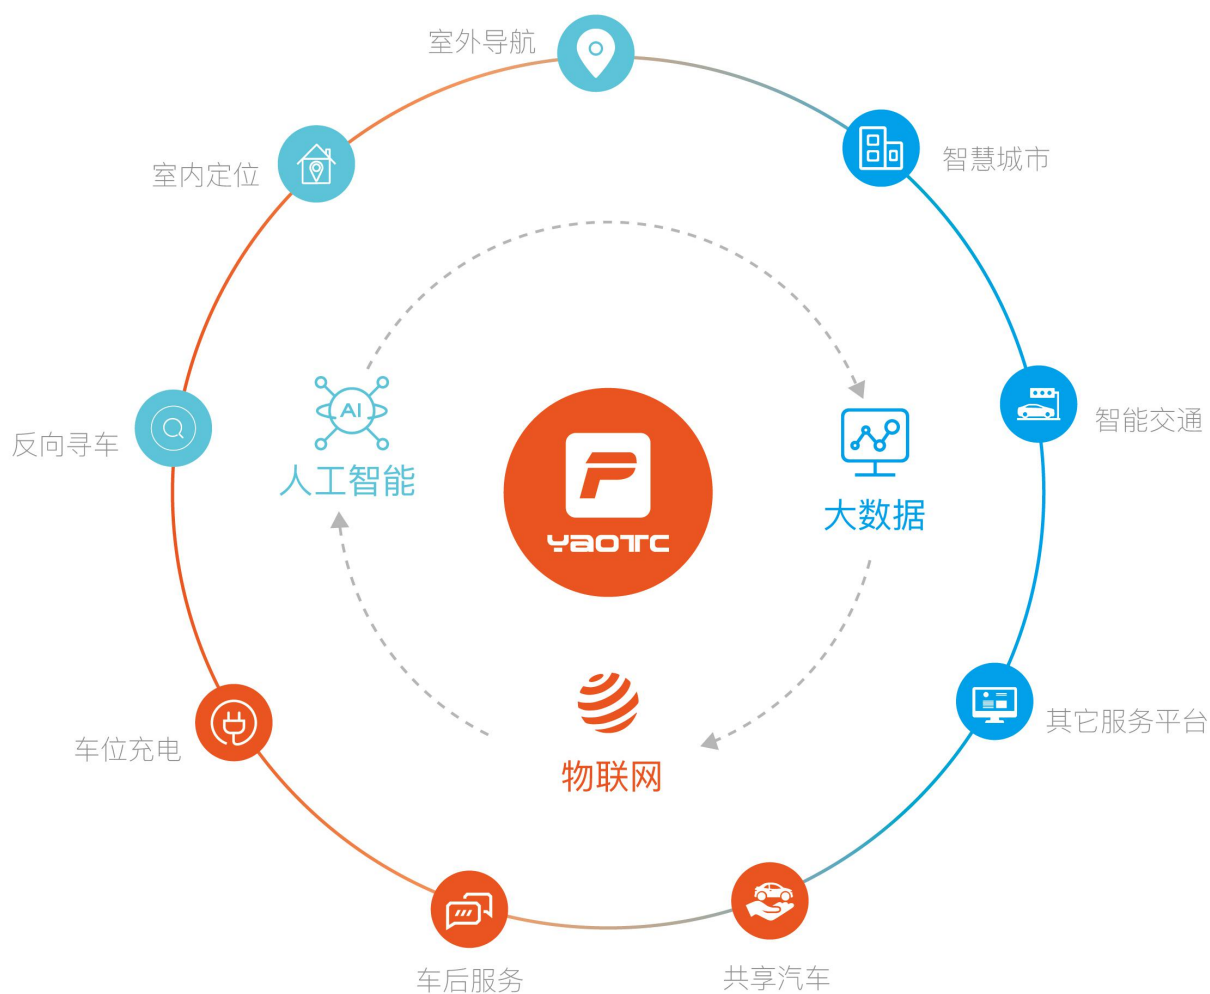 室外导航
智慧城市
室内定位
智能交通
反向寻车
AI
人工智能
大数据
P
YAOTC
其它服务平台
车位充电
物联网
车后服务
共享汽车